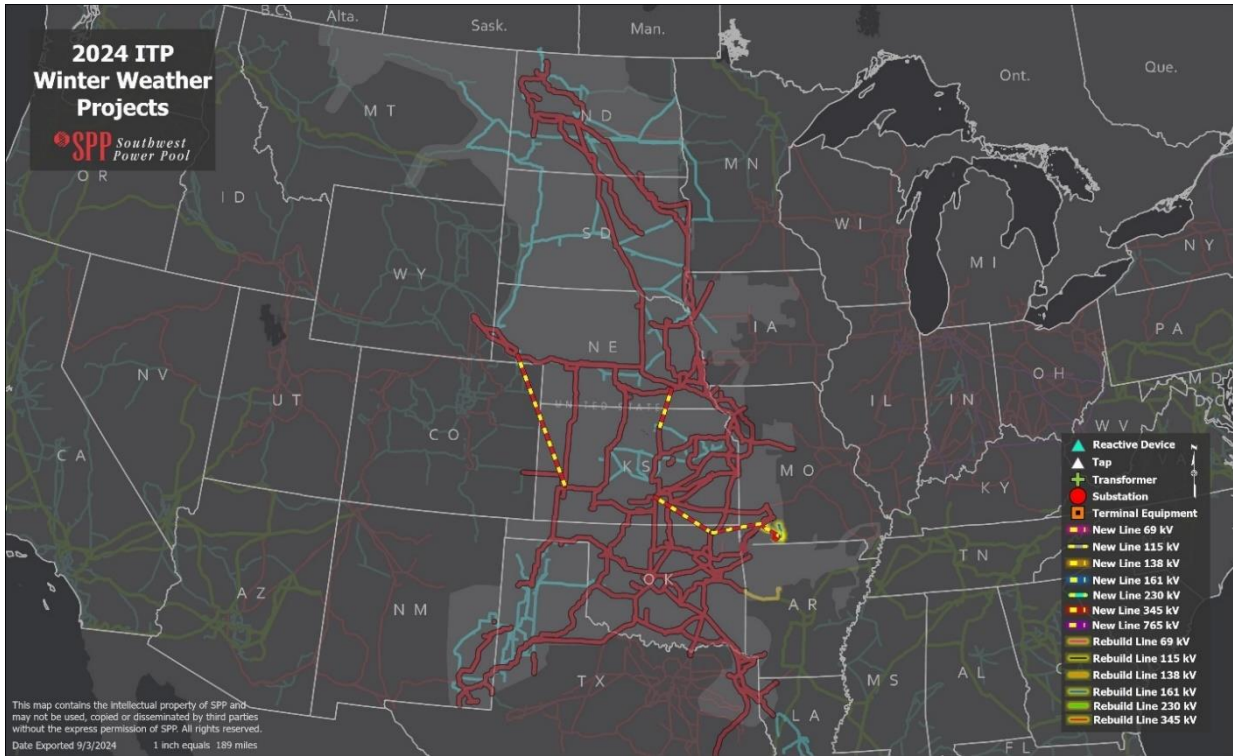 2024 ITP
Winter Weather
Projects
SPP Southwest
Power Pool
B.C.
Alta.
Sask.
Man.
Ont.
Que.
MT
ND
MN
OR
ID
SD
WI
WY
MI
NY
IA
NE
PA
NV
UT
UNITED STATE
IL
IN
OH
MD
D.C.
CO
WV
VA
CA
KS
MO
KY
AZ
NM
OK
TN
AR
TX
MS
AL
LA
FL
Reactive Device
Tap
Transformer
Substation
Terminal Equipment
New Line 69 kV
New Line 115 kV
New Line 138 kV
New Line 161 kV
New Line 230 kV
New Line 345 kV
New Line 765 kV
Rebuild Line 69 kV
Rebuild Line 115 kV
Rebuild Line 138 kV
Rebuild Line 161 kV
Rebuild Line 230 kV
Rebuild Line 345 kV
This map contains the intellectual property of SPP and
may not be used, copied or disseminated by third parties
without the express permission of SPP. All rights reserved.
Date Exported 9/3/2024 1 inch equals 189 miles